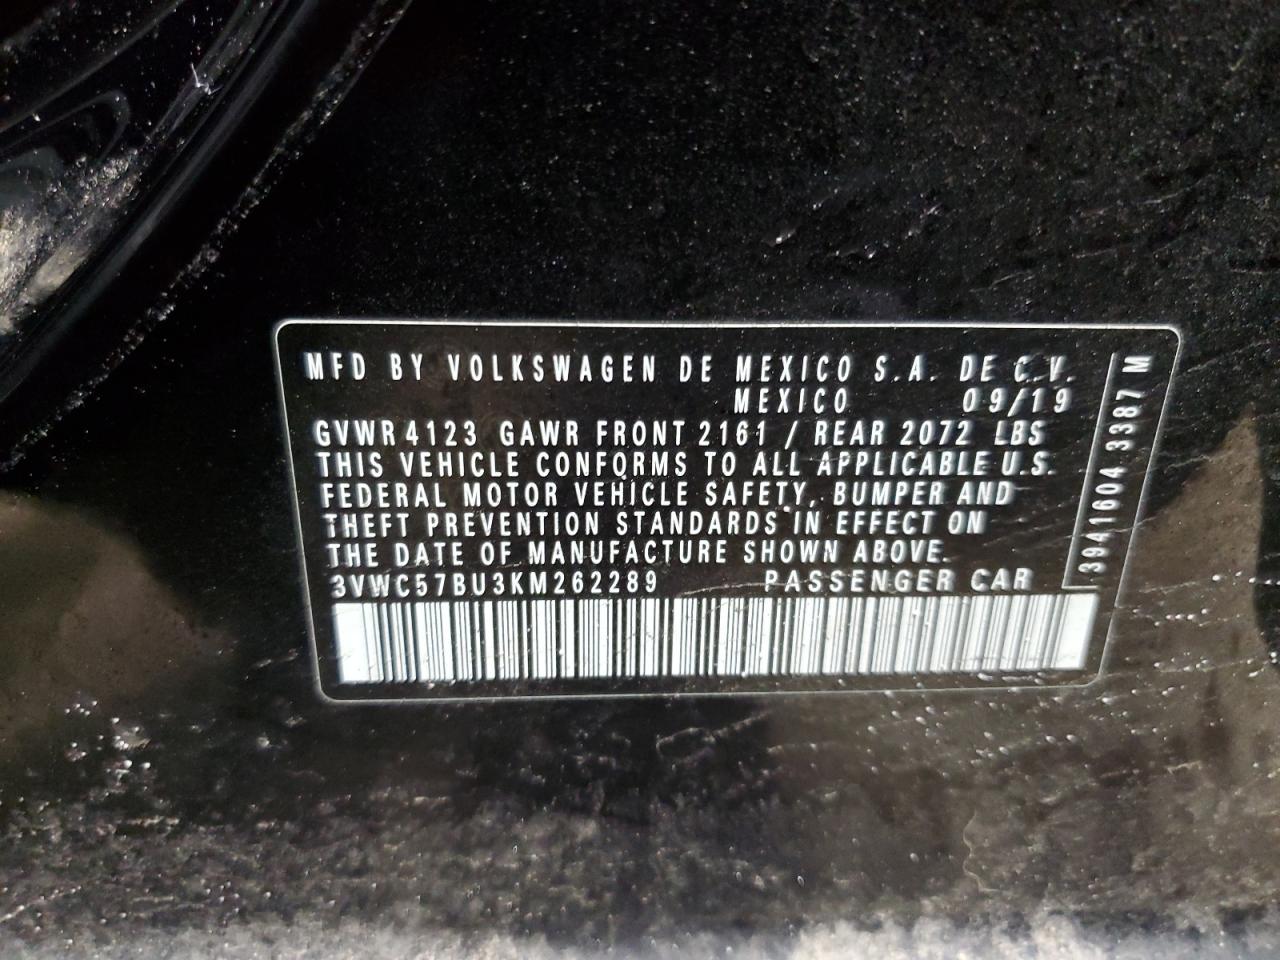 MFD BY VOLKSWAGEN DE MEXICO S.A. DE C.V.
MEXICO 09/19
GVWR 4123 GAWR FRONT 2161 / REAR 2072 LBS
THIS VEHICLE CONFORMS TO ALL APPLICABLE U.S.
FEDERAL MOTOR VEHICLE SAFETY, BUMPER AND
THEFT PREVENTION STANDARDS IN EFFECT ON
THE DATE OF MANUFACTURE SHOWN ABOVE.
3VWC57BU3KM262289 PASSENGER CAR
3941604 3387 M